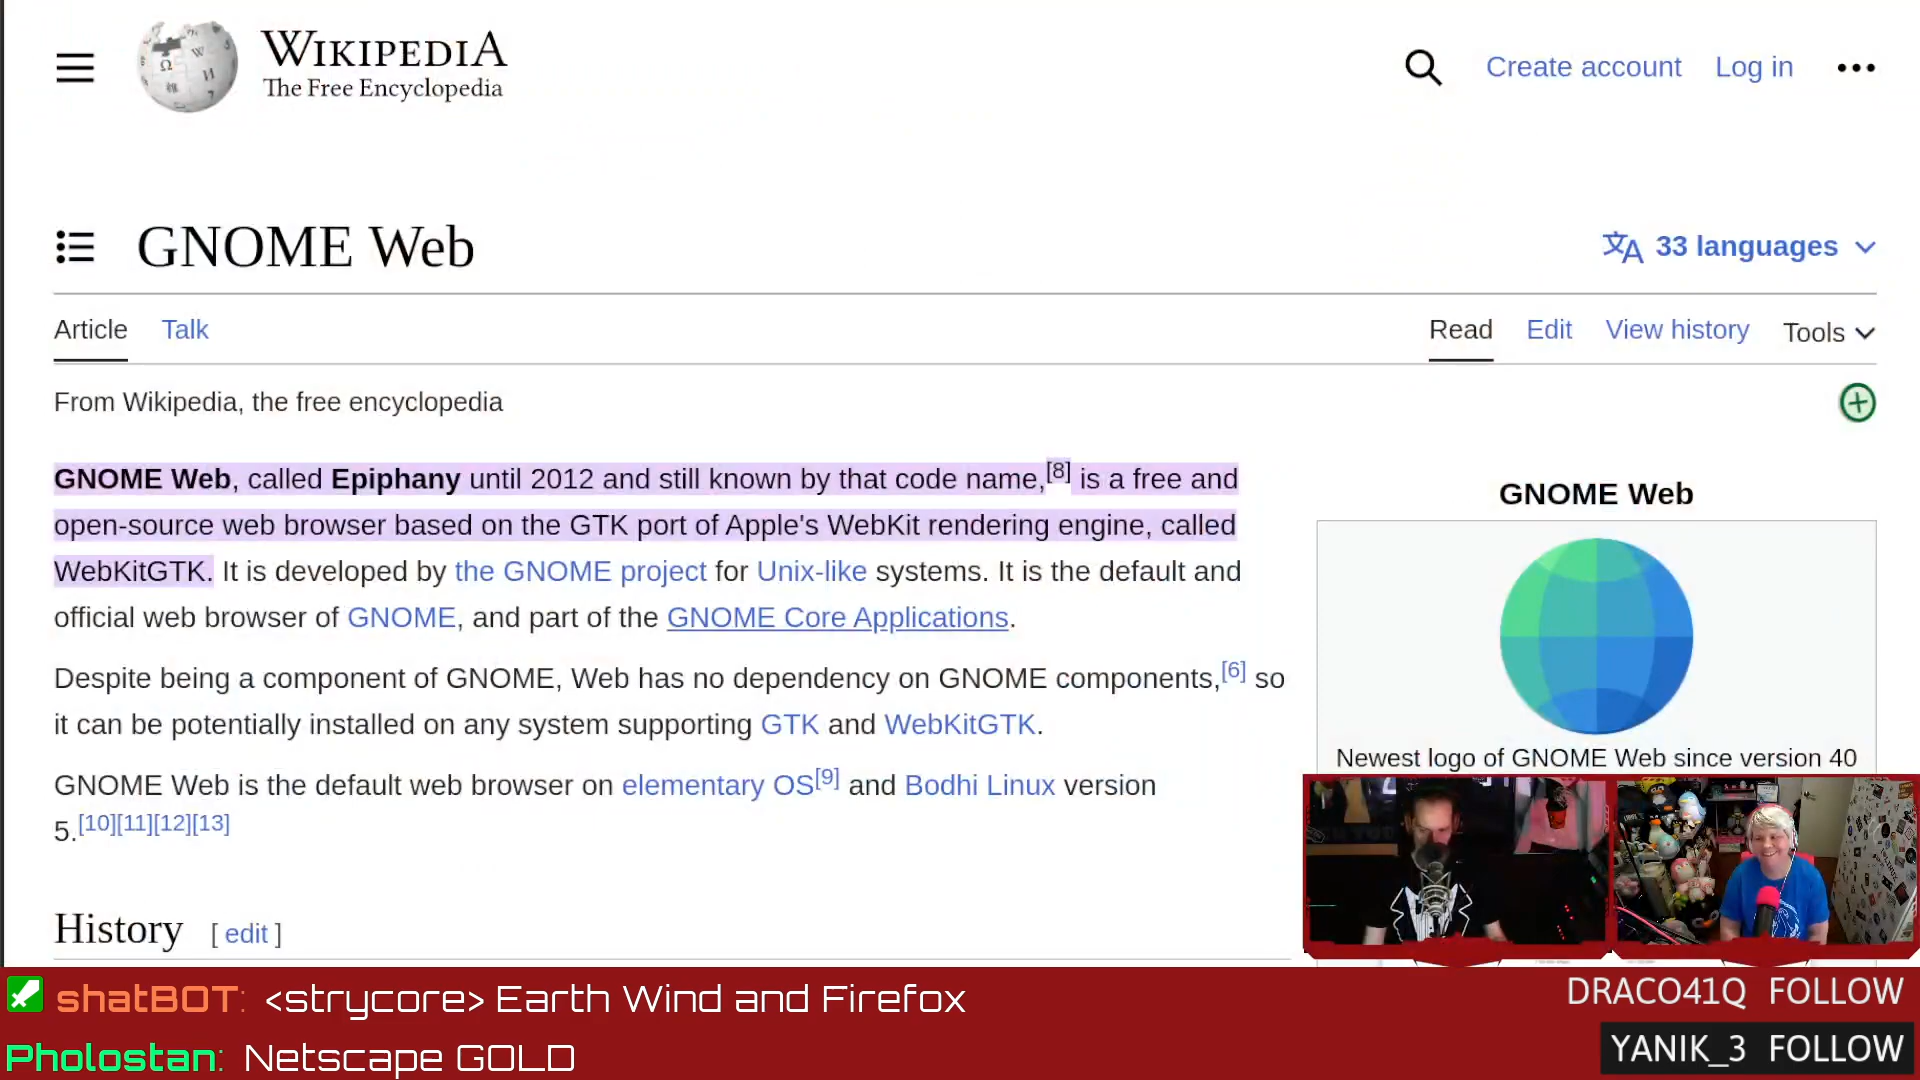 WIKIPEDIA
The Free Encyclopedia
Create account
Log in
GNOME Web
33 languages
Article
Talk
Read
Edit
View history
Tools
From Wikipedia, the free encyclopedia
GNOME Web, called Epiphany until 2012 and still known by that code name,[8] is a free and
open-source web browser based on the GTK port of Apple's WebKit rendering engine, called
WebKitGTK. It is developed by the GNOME project for Unix-like systems. It is the default and
official web browser of GNOME, and part of the GNOME Core Applications.
Despite being a component of GNOME, Web has no dependency on GNOME components,[6] so
it can be potentially installed on any system supporting GTK and WebKitGTK.
GNOME Web is the default web browser on elementary OS[9] and Bodhi Linux version
5.[10][11][12][13]
GNOME Web
Newest logo of GNOME Web since version 40
History [ edit ]
shatBOT: <strycore> Earth Wind and Firefox
Pholostan: Netscape GOLD
DRACO41Q FOLLOW
YANIK_3 FOLLOW